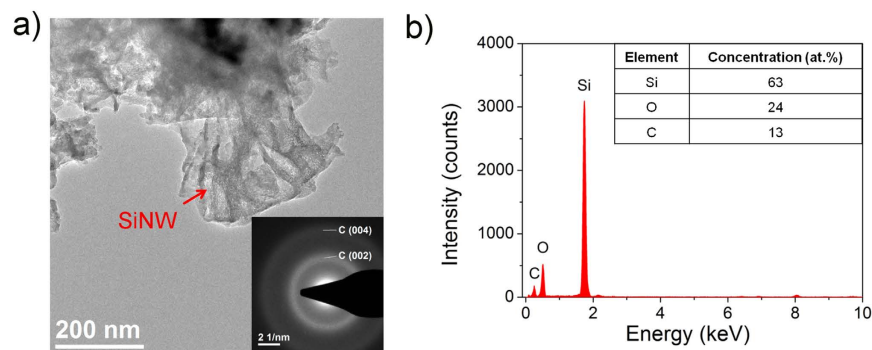 a)
SiNW
200 nm
C (004)
C (002)
2 1/nm
b)
4000
3000
2000
1000
0
Intensity (counts)
Element Concentration (at.%)
Si 63
O 24
C 13
Si
O
C
0 2 4 6 8 10
Energy (keV)